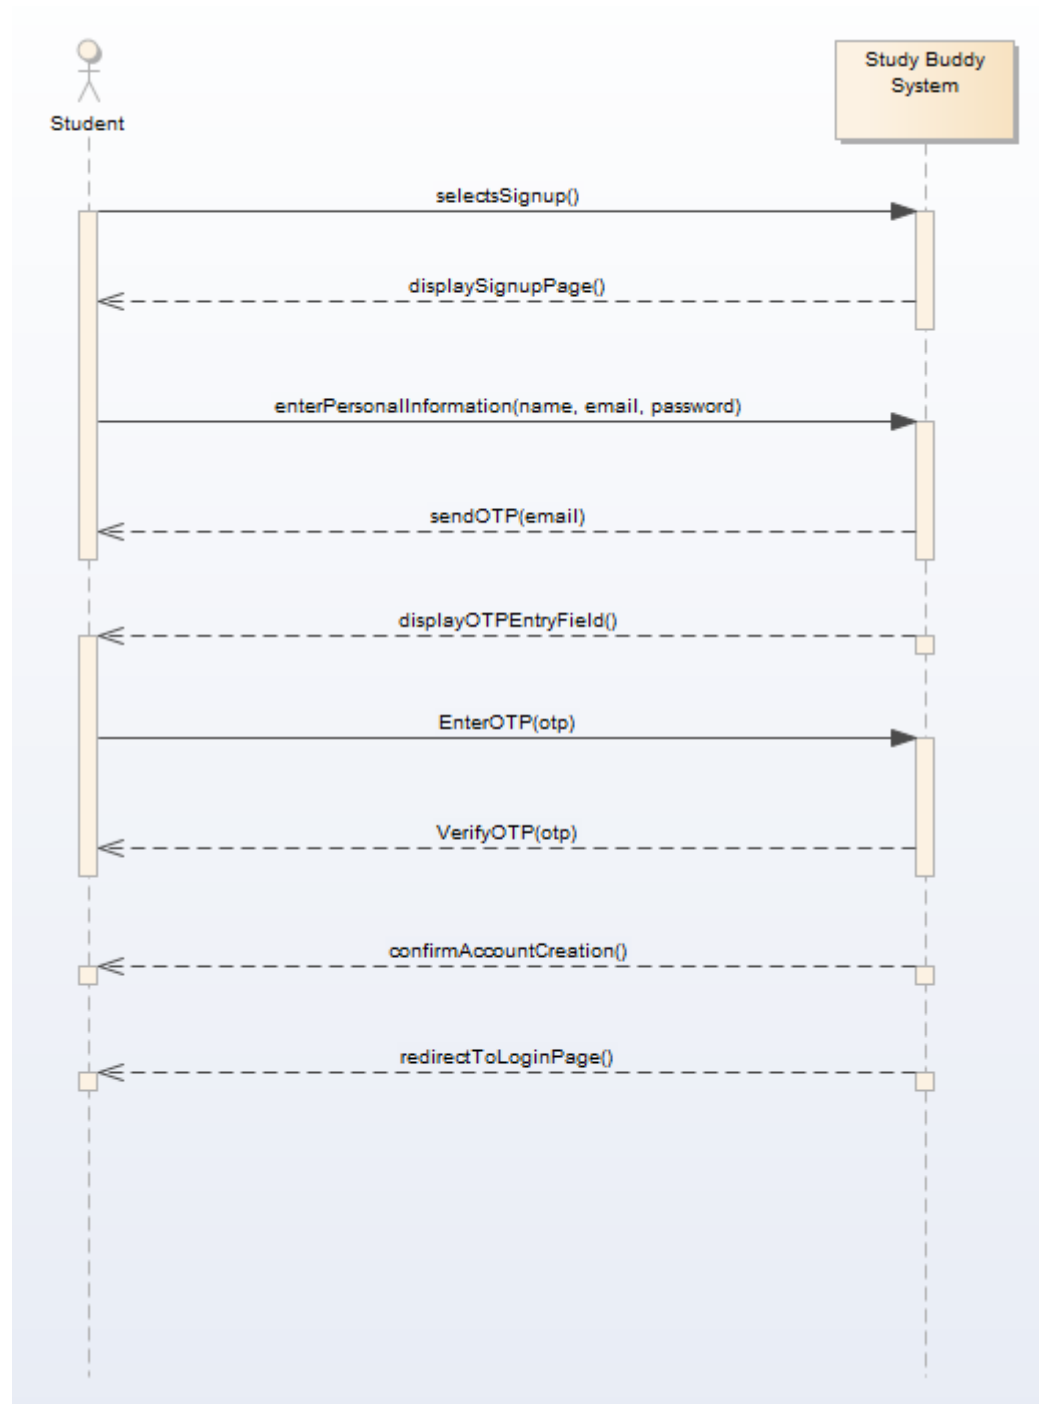 Student
Study Buddy
System
selectsSignup()
displaySignupPage()
enterPersonalInformation(name, email, password)
sendOTP(email)
displayOTPEntryField()
EnterOTP(otp)
VerifyOTP(otp)
confirmAccountCreation()
redirectToLoginPage()